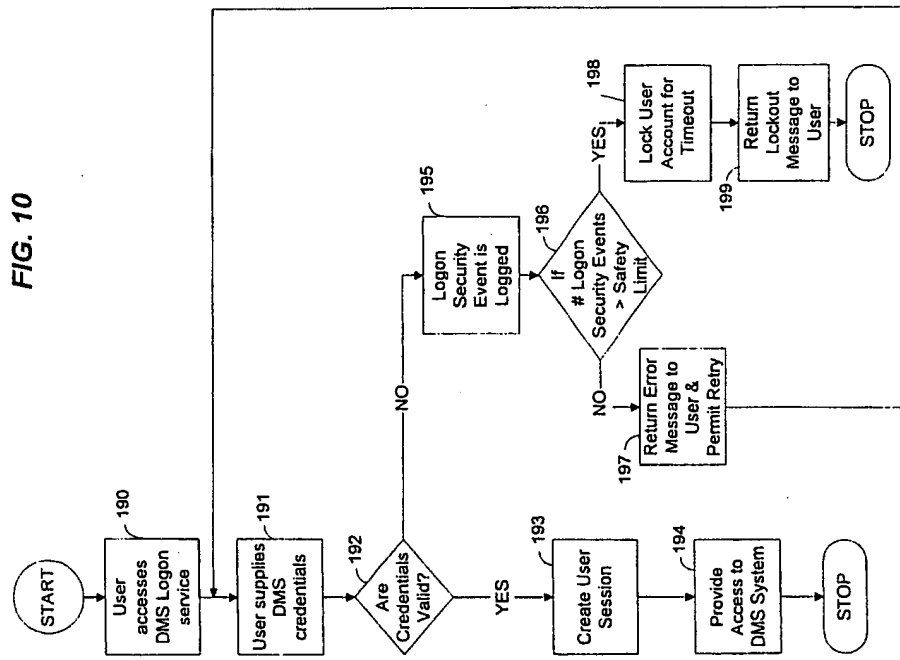 FIG. 10
START
190
User
accesses
DMS Logon
service
191
User supplies
DMS
credentials
192
Are
Credentials
Valid?
NO
YES
193
Create User
Session
194
Provide
Access to
DMS System
STOP
195
Logon
Security
Event is
Logged
196
If
# Logon
Security Events
> Safety
Limit
NO
YES
197
Return Error
Message to
User &
Permit Retry
198
Lock User
Account for
Timeout
199
Return
Lockout
Message to
User
STOP